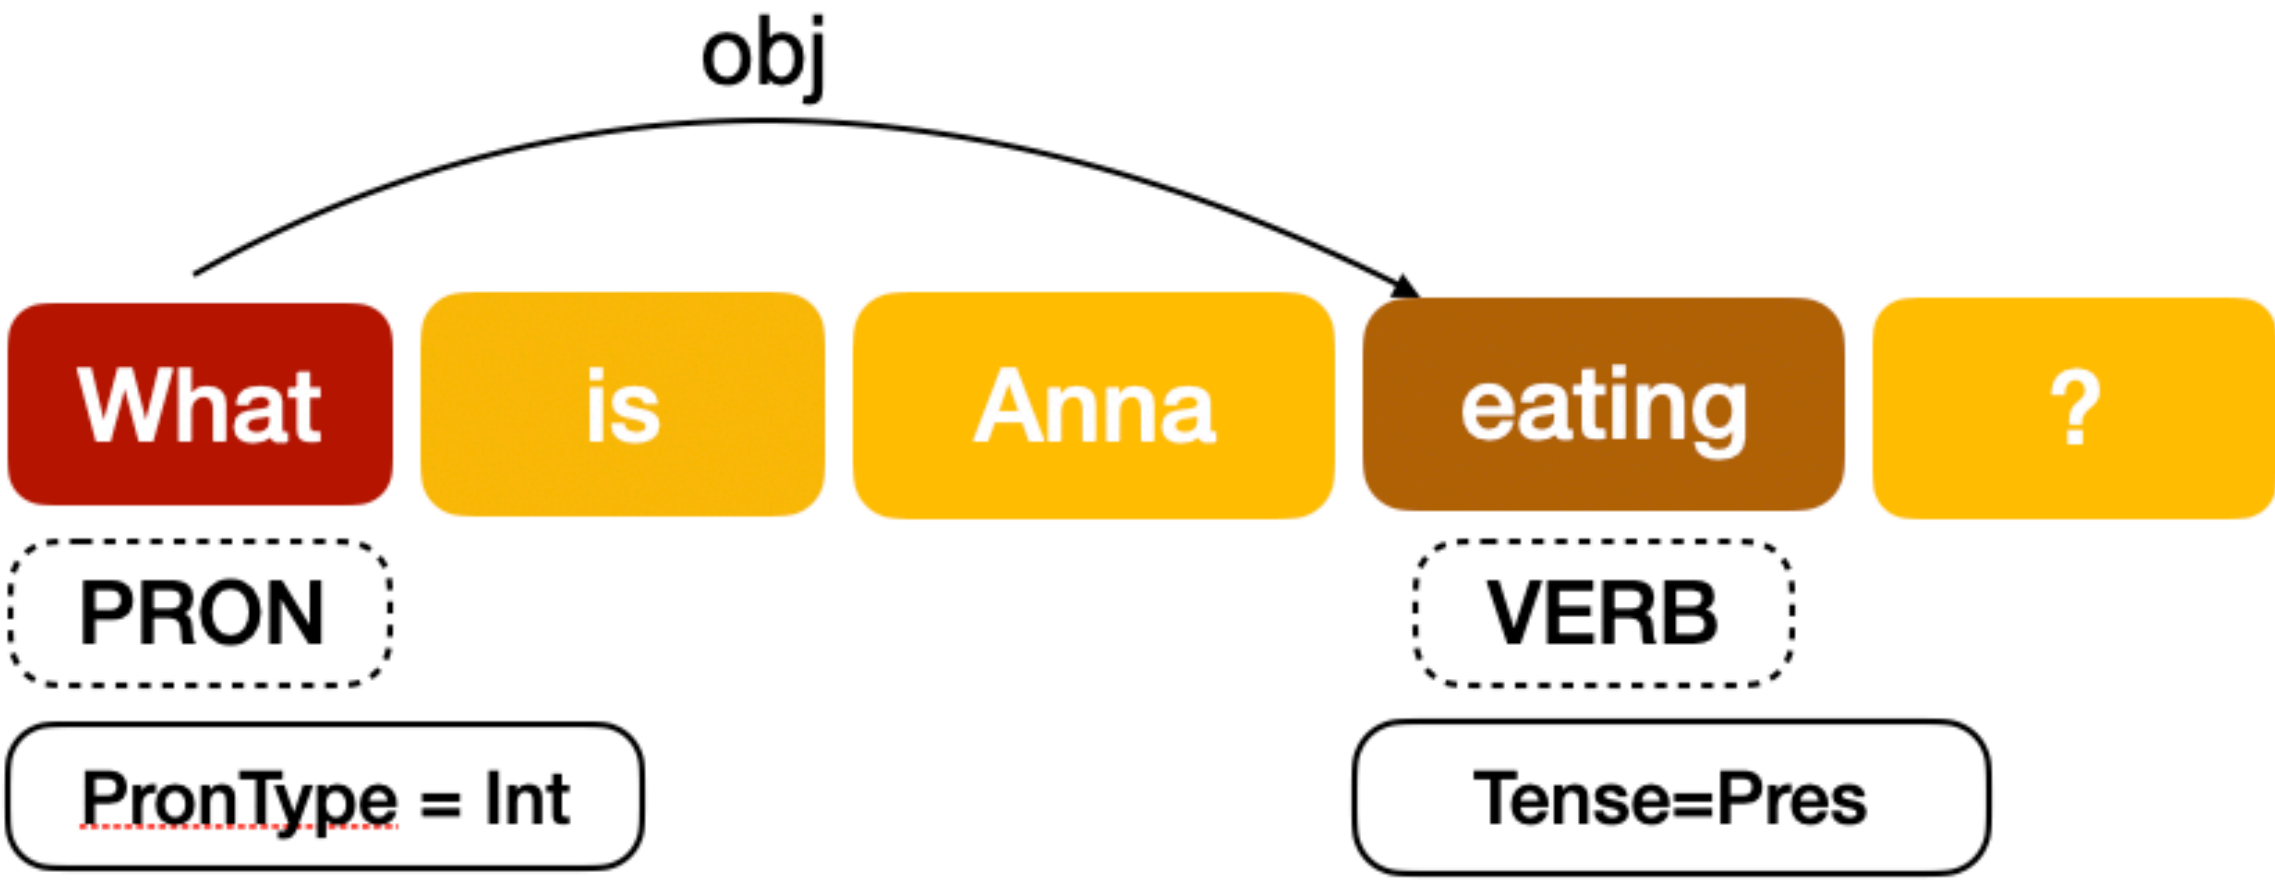 obj
What is Anna eating ?
PRON VERB
PronType = Int Tense=Pres